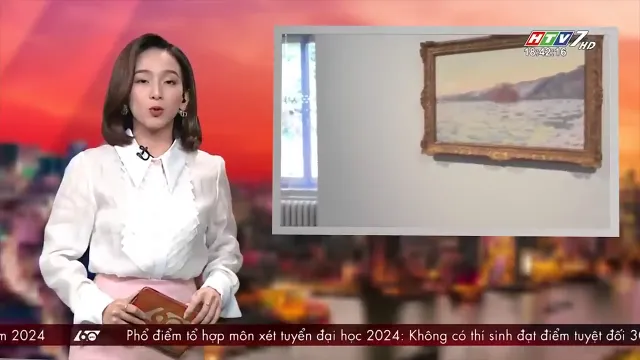 HTV7 HD
18:42:16
m 2024 60 Phổ điểm tổ hợp môn xét tuyển đại học 2024: Không có thí sinh đạt điểm tuyệt đối 30